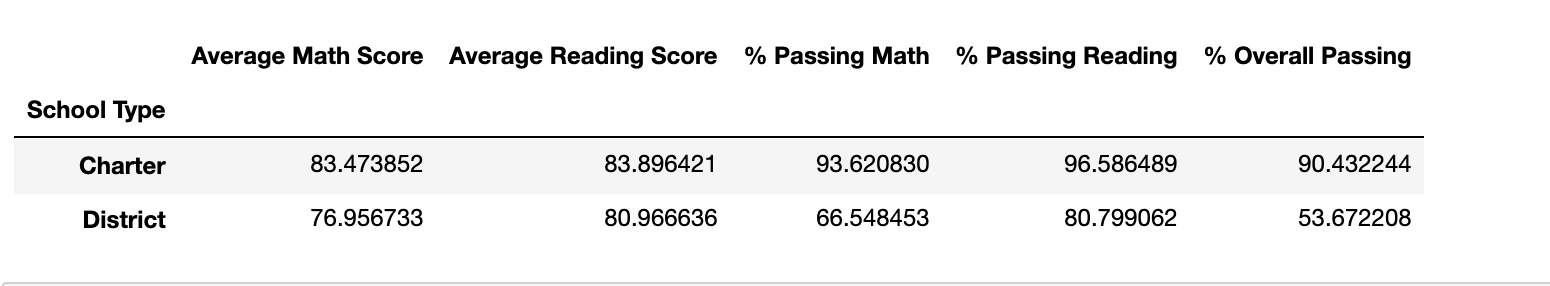 Average Math Score Average Reading Score % Passing Math % Passing Reading % Overall Passing
School Type
Charter 83.473852 83.896421 93.620830 96.586489 90.432244
District 76.956733 80.966636 66.548453 80.799062 53.672208